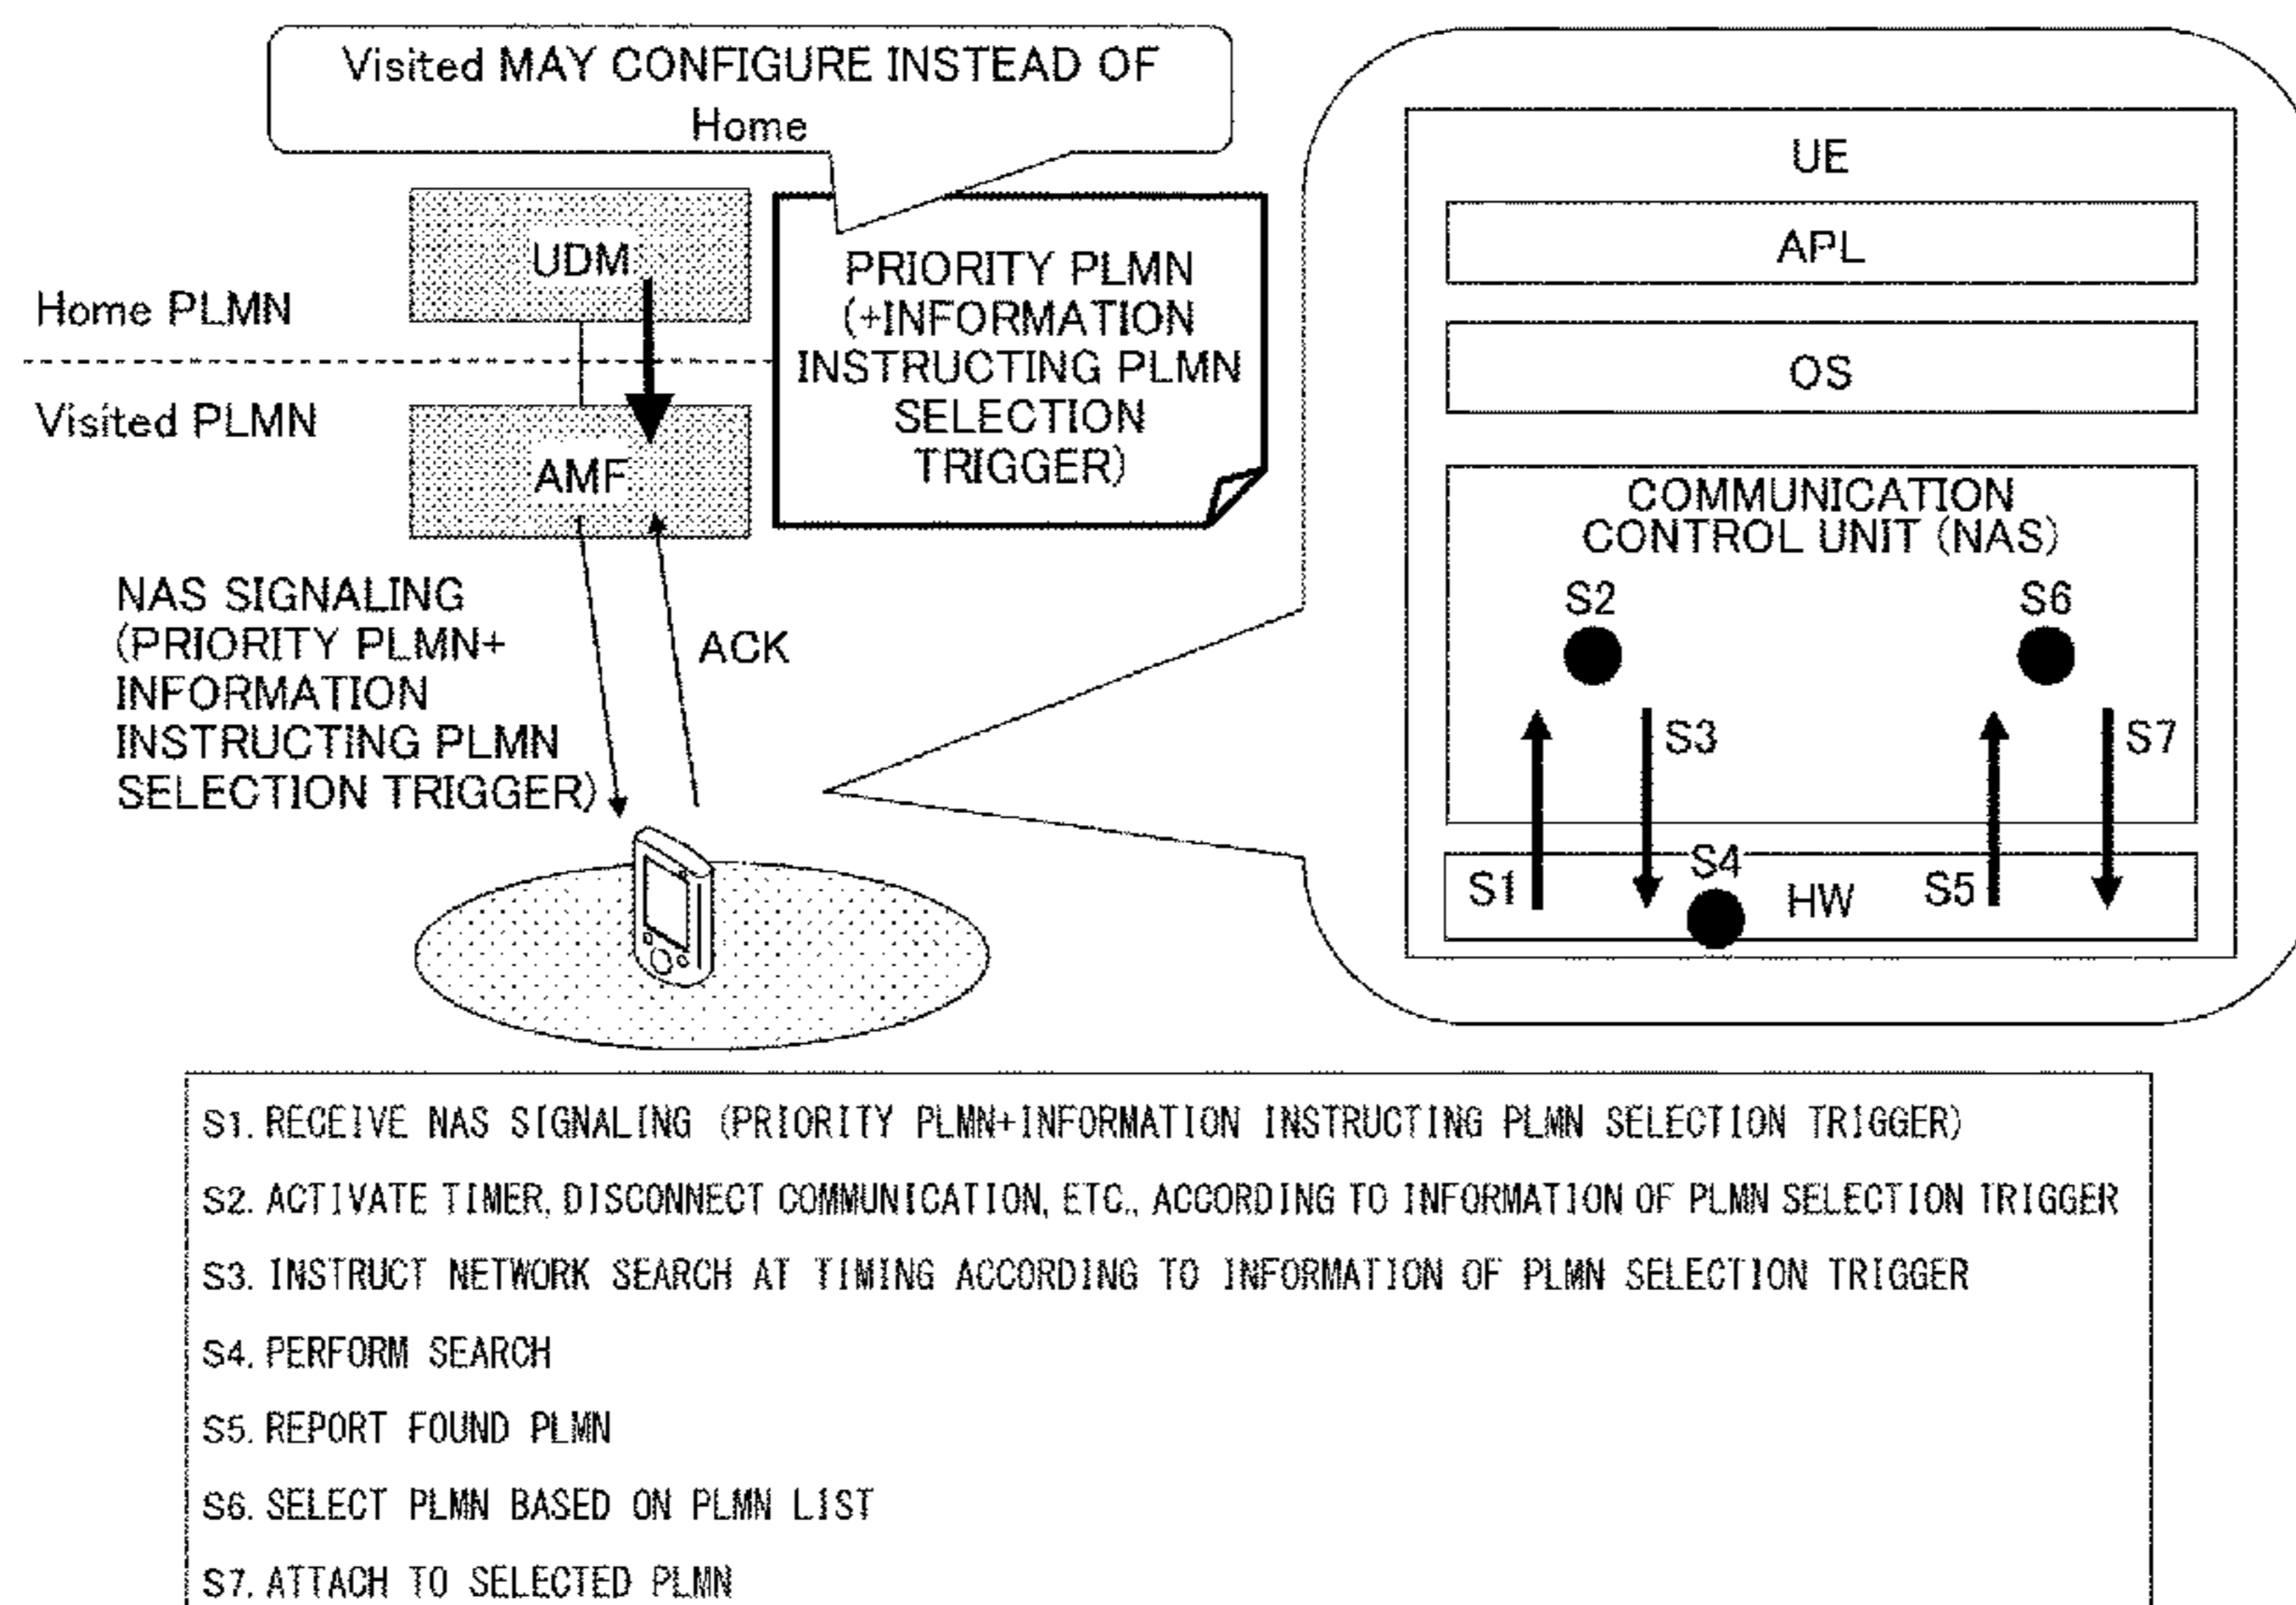 Visited MAY CONFIGURE INSTEAD OF
Home
UDM
Home PLMN
Visited PLMN
AMF
PRIORITY PLMN
(+INFORMATION
INSTRUCTING PLMN
SELECTION
TRIGGER)
NAS SIGNALING
(PRIORITY PLMN+
INFORMATION
INSTRUCTING PLMN
SELECTION TRIGGER)
ACK
UE
APL
OS
COMMUNICATION
CONTROL UNIT (NAS)
S2
S6
S3
S7
S4
S1
HW
S5
S1. RECEIVE NAS SIGNALING (PRIORITY PLMN+INFORMATION INSTRUCTING PLMN SELECTION TRIGGER)
S2. ACTIVATE TIMER, DISCONNECT COMMUNICATION, ETC., ACCORDING TO INFORMATION OF PLMN SELECTION TRIGGER
S3. INSTRUCT NETWORK SEARCH AT TIMING ACCORDING TO INFORMATION OF PLMN SELECTION TRIGGER
S4. PERFORM SEARCH
S5. REPORT FOUND PLMN
S6. SELECT PLMN BASED ON PLMN LIST
S7. ATTACH TO SELECTED PLMN